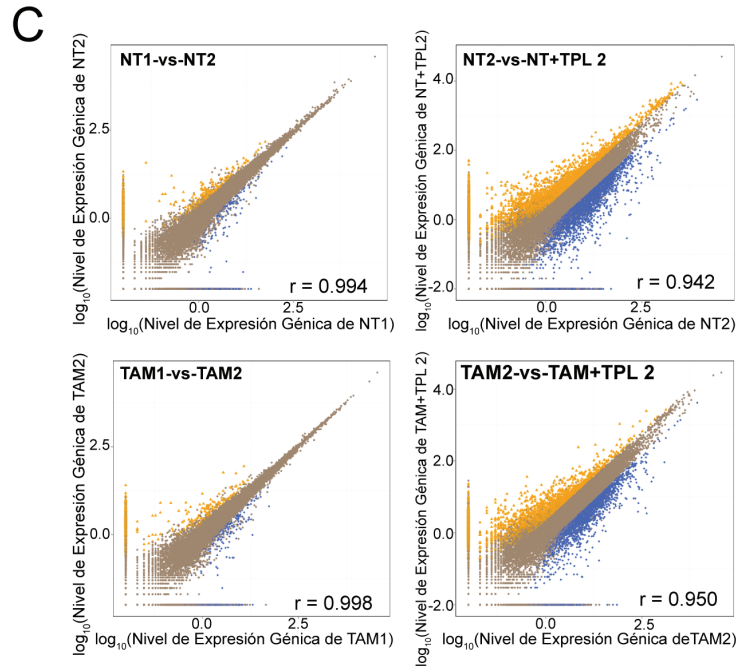 C
NT1-vs-NT2
log10(Nivel de Expresión Génica de NT2)
2.5
0.0
0.0
2.5
r = 0.994
log10(Nivel de Expresión Génica de NT1)
NT2-vs-NT+TPL 2
log10(Nivel de Expresión Génica de NT+TPL2)
4.0
2.0
0.0
-2.0
0.0
2.5
r = 0.942
log10(Nivel de Expresión Génica de NT2)
TAM1-vs-TAM2
log10(Nivel de Expresión Génica de TAM2)
2.5
0.0
0.0
2.5
r = 0.998
log10(Nivel de Expresión Génica de TAM1)
TAM2-vs-TAM+TPL 2
log10(Nivel de Expresión Génica de TAM+TPL2)
4.0
2.0
0.0
-2.0
0.0
2.5
r = 0.950
log10(Nivel de Expresión Génica deTAM2)